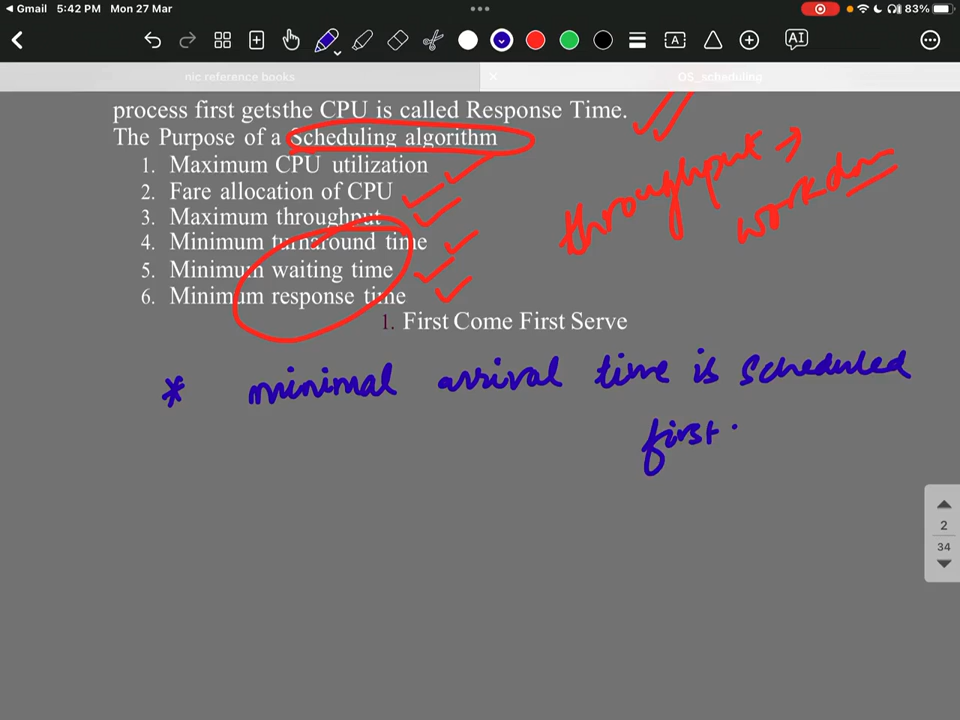 Gmail 5:42 PM Mon 27 Mar 83%
AI
nic reference books
OS_scheduling
process first getsthe CPU is called Response Time.
The Purpose of a Scheduling algorithm
1. Maximum CPU utilization
2. Fare allocation of CPU
3. Maximum throughput
4. Minimum turnaround time
5. Minimum waiting time
6. Minimum response time
throughput →
work don
1. First Come First Serve
* minimal arrival time is scheduled
first.
2
34